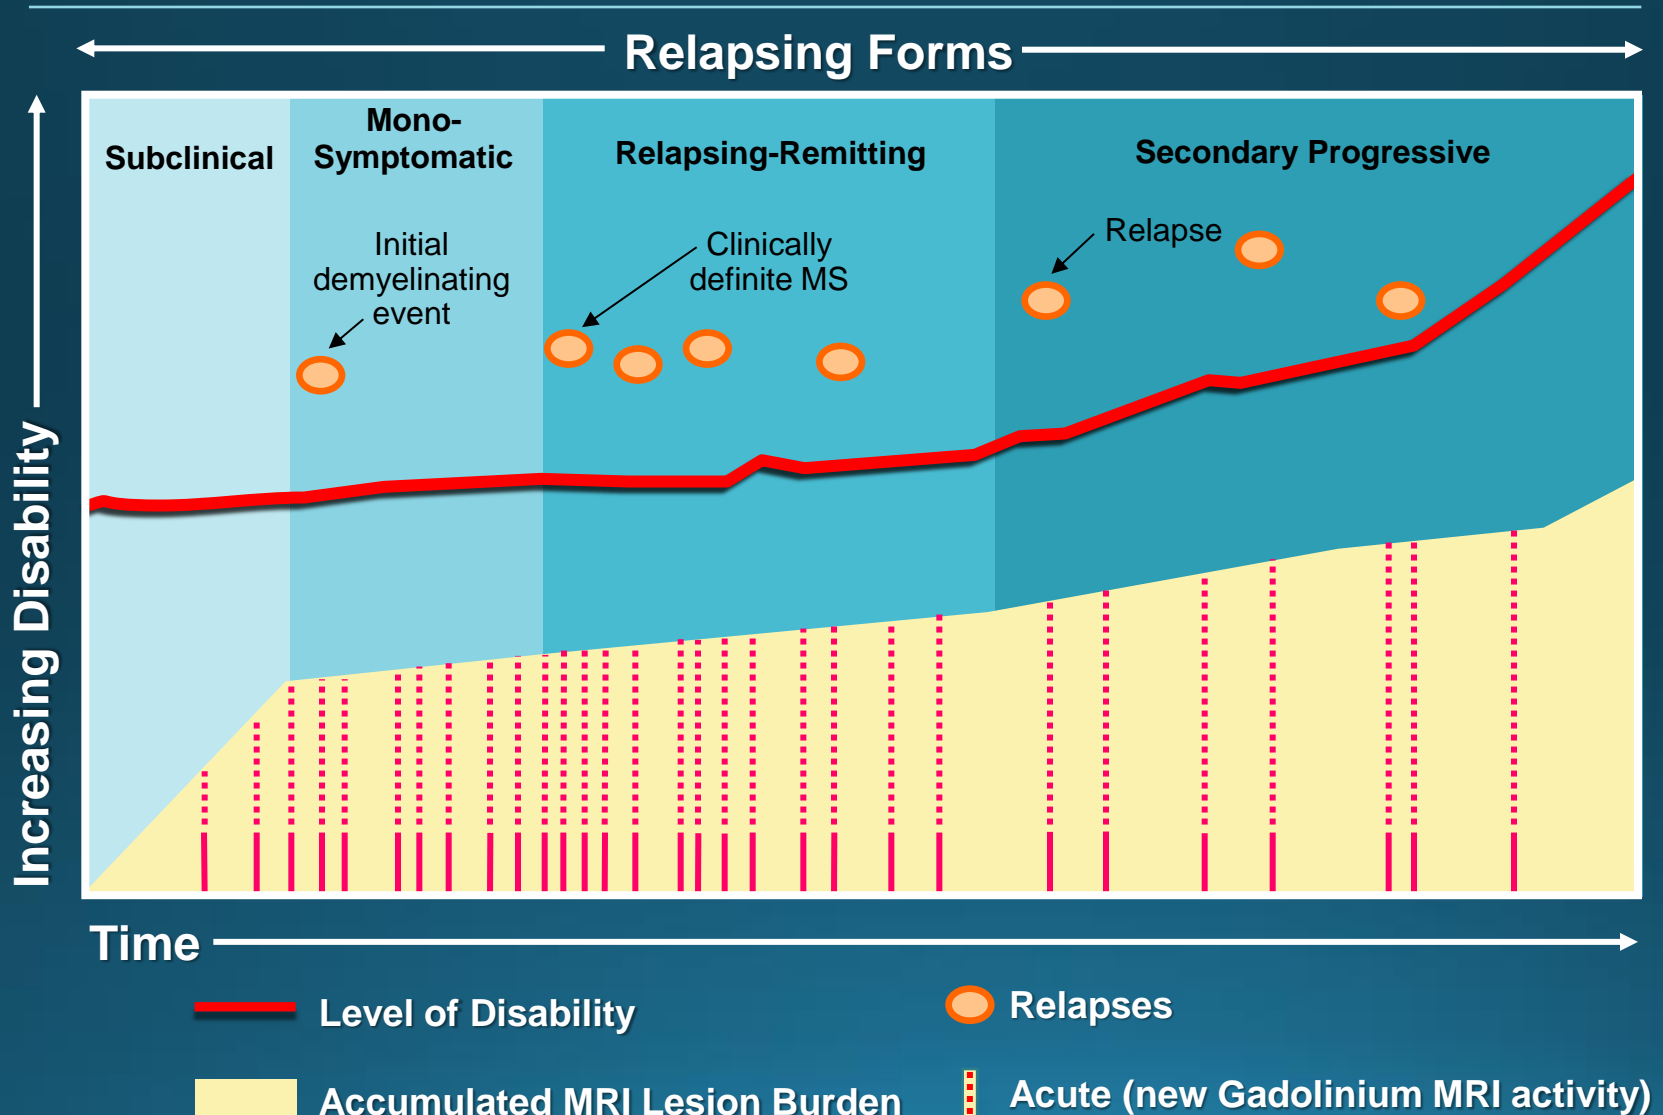 Relapsing Forms
Increasing Disability
Subclinical
Mono-
Symptomatic
Relapsing-Remitting
Secondary Progressive
Initial
demyelinating
event
Clinically
definite MS
Relapse
Time
Level of Disability
Relapses
Accumulated MRI Lesion Burden
Acute (new Gadolinium MRI activity)